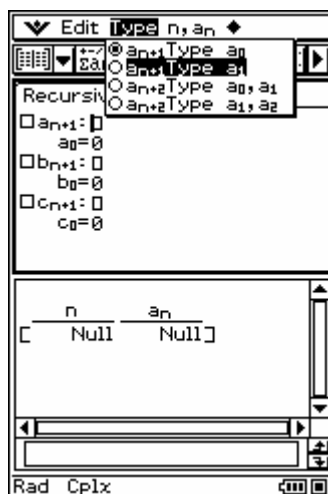 Edit Type n, aₙ
Σa
aₙ₊₁Type a₀
aₙ₊₁Type a₁
aₙ₊₂Type a₀, a₁
aₙ₊₂Type a₁, a₂
Recursiv
aₙ₊₁:
a₀=0
bₙ₊₁:
b₀=0
cₙ₊₁:
c₀=0
n aₙ
[ Null Null ]
Rad Cplx